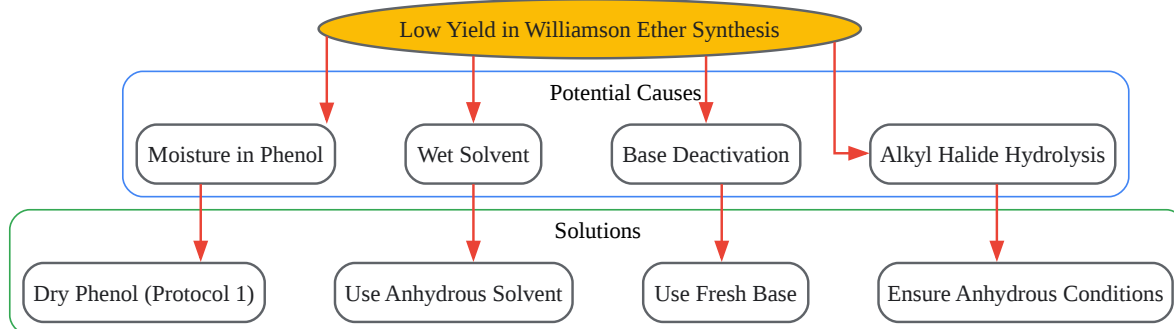 Low Yield in Williamson Ether Synthesis
Potential Causes
Moisture in Phenol
Wet Solvent
Base Deactivation
Alkyl Halide Hydrolysis
Solutions
Dry Phenol (Protocol 1)
Use Anhydrous Solvent
Use Fresh Base
Ensure Anhydrous Conditions